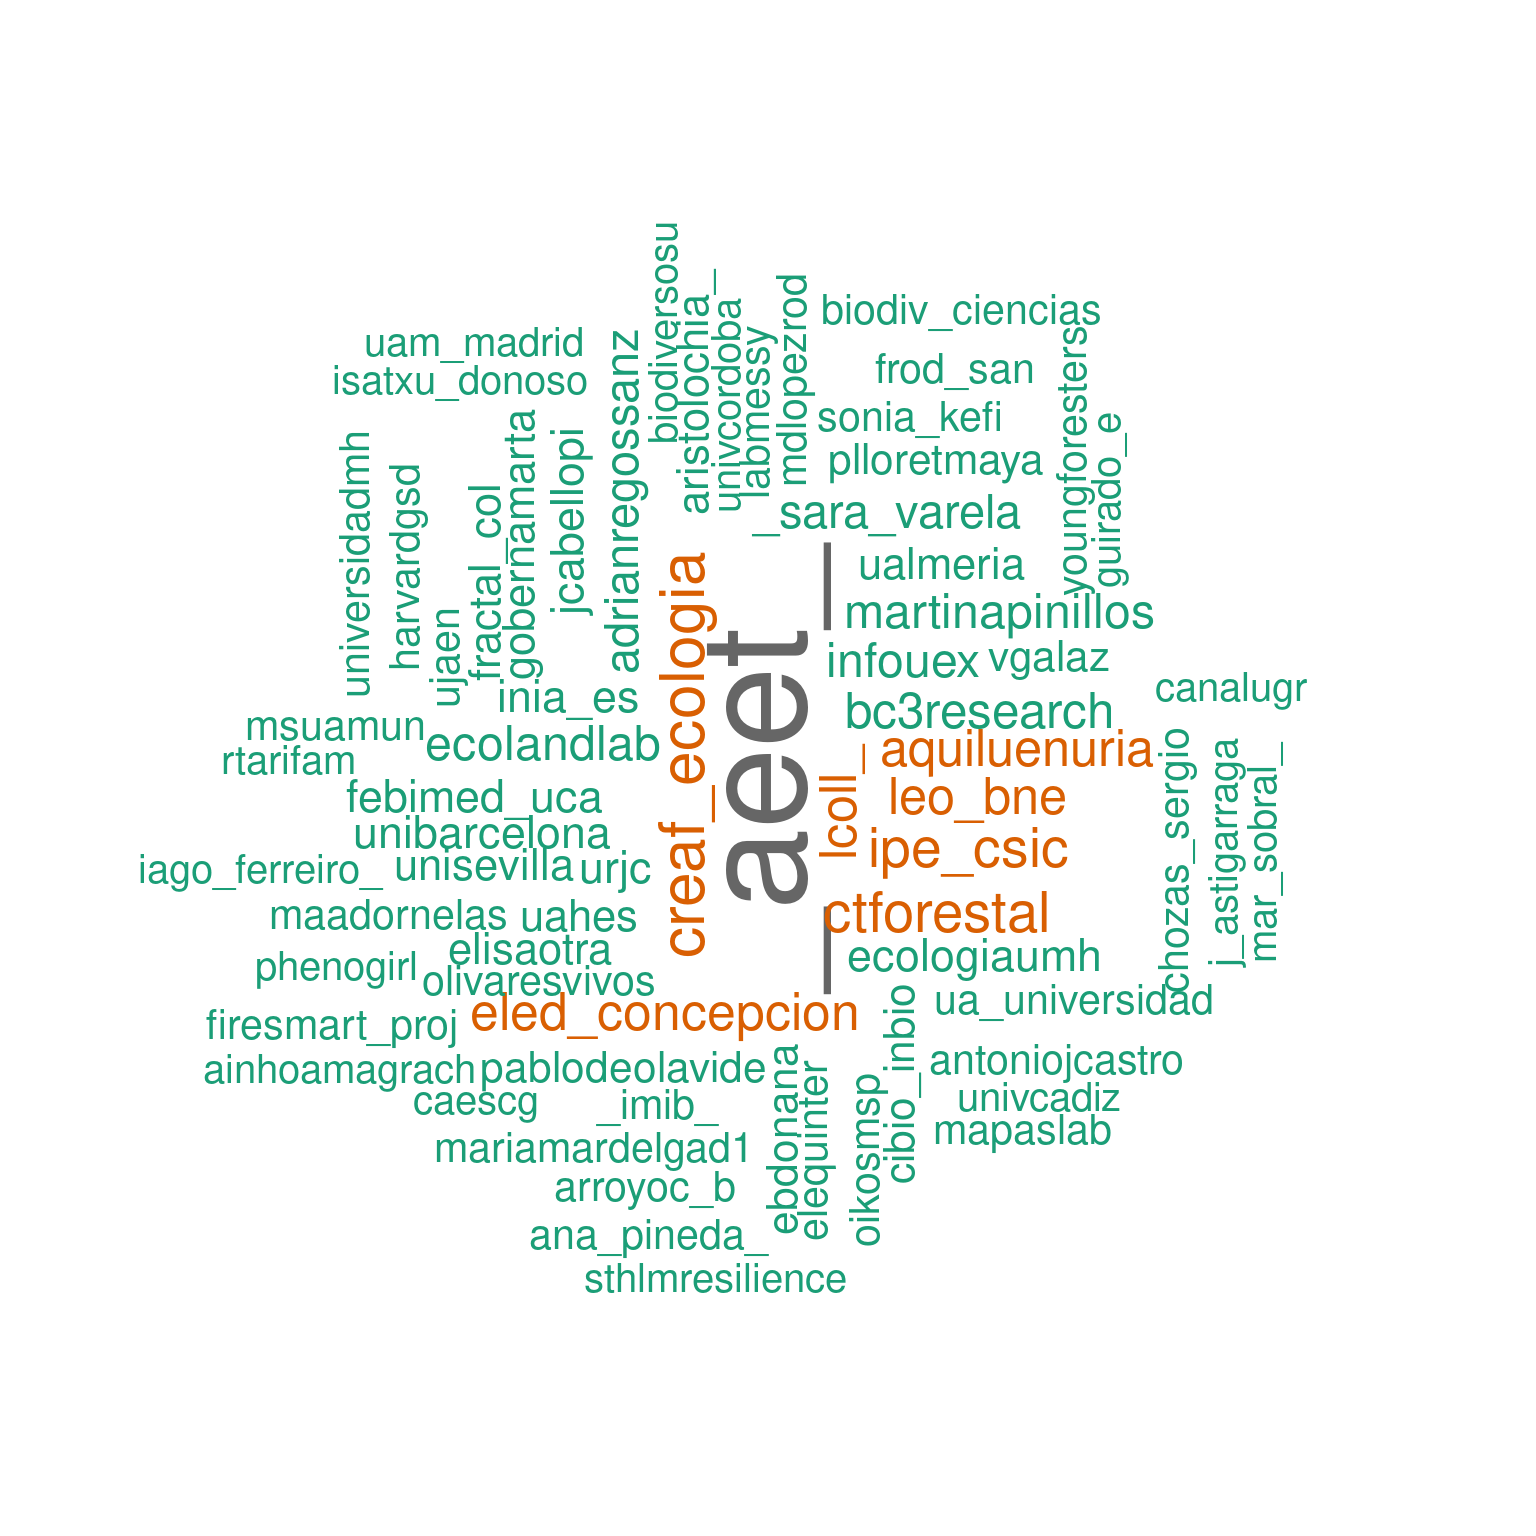 biodiversosu
aristolochia_
univcordoba
labmessy
mdlopezrod
biodiv_ciencias
uam_madrid
isatxu_donoso
adrianregossanz
frod_san
sonia_kefi
plloretmaya
youngforesters
guirado_e
universidadmh
harvardgsd
ujaen
fractal_col
gobernamarta
jcabellopi
_sara_varela
ualmeria
martinapinillos
infouex
vgalaz
creaf_ecologia
_aeet_
inia_es
canalugr
bc3research
msuamun
ecolandlab
rtarifam
lcoll_
aquiluenuria
leo_bne
chozas_sergio
j_astigarraga
mar_sobral_
febimed_uca
unibarcelona
ipe_csic
iago_ferreiro_
unisevilla
urjc
maadornelas
uahes
ctforestal
elisaotra
ecologiaumh
phenogirl
olivaresvivos
eled_concepcion
ua_universidad
firesmart_proj
cibio_inbio
ainhoamagrach
pablodeolavide
antoniojcastro
caescg
_imib_
univcadiz
mapaslab
ebdonana
elequinter
oikosmsp
mariamardelgad1
arroyoc_b
ana_pineda_
sthlmresilience